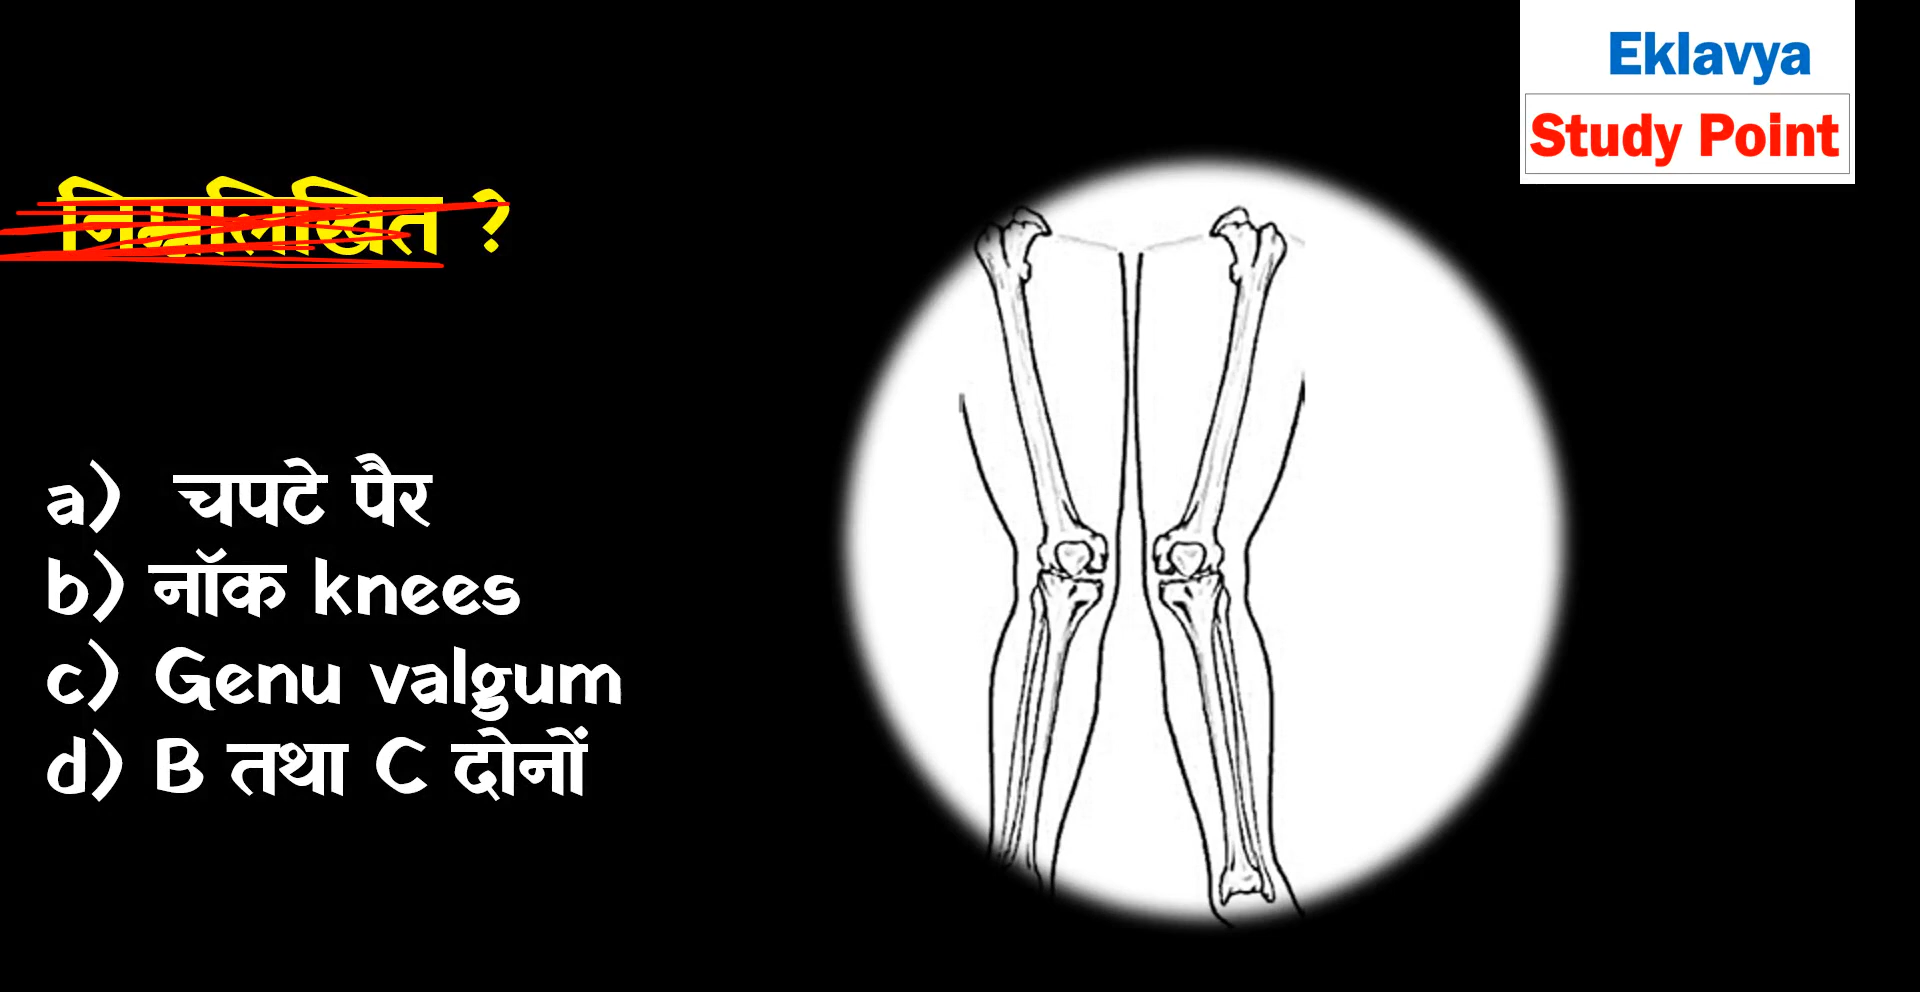 Eklavya
Study Point
निम्नलिखित ?
a) चपटे पैर
b) नॉक knees
c) Genu valgum
d) B तथा C दोनों